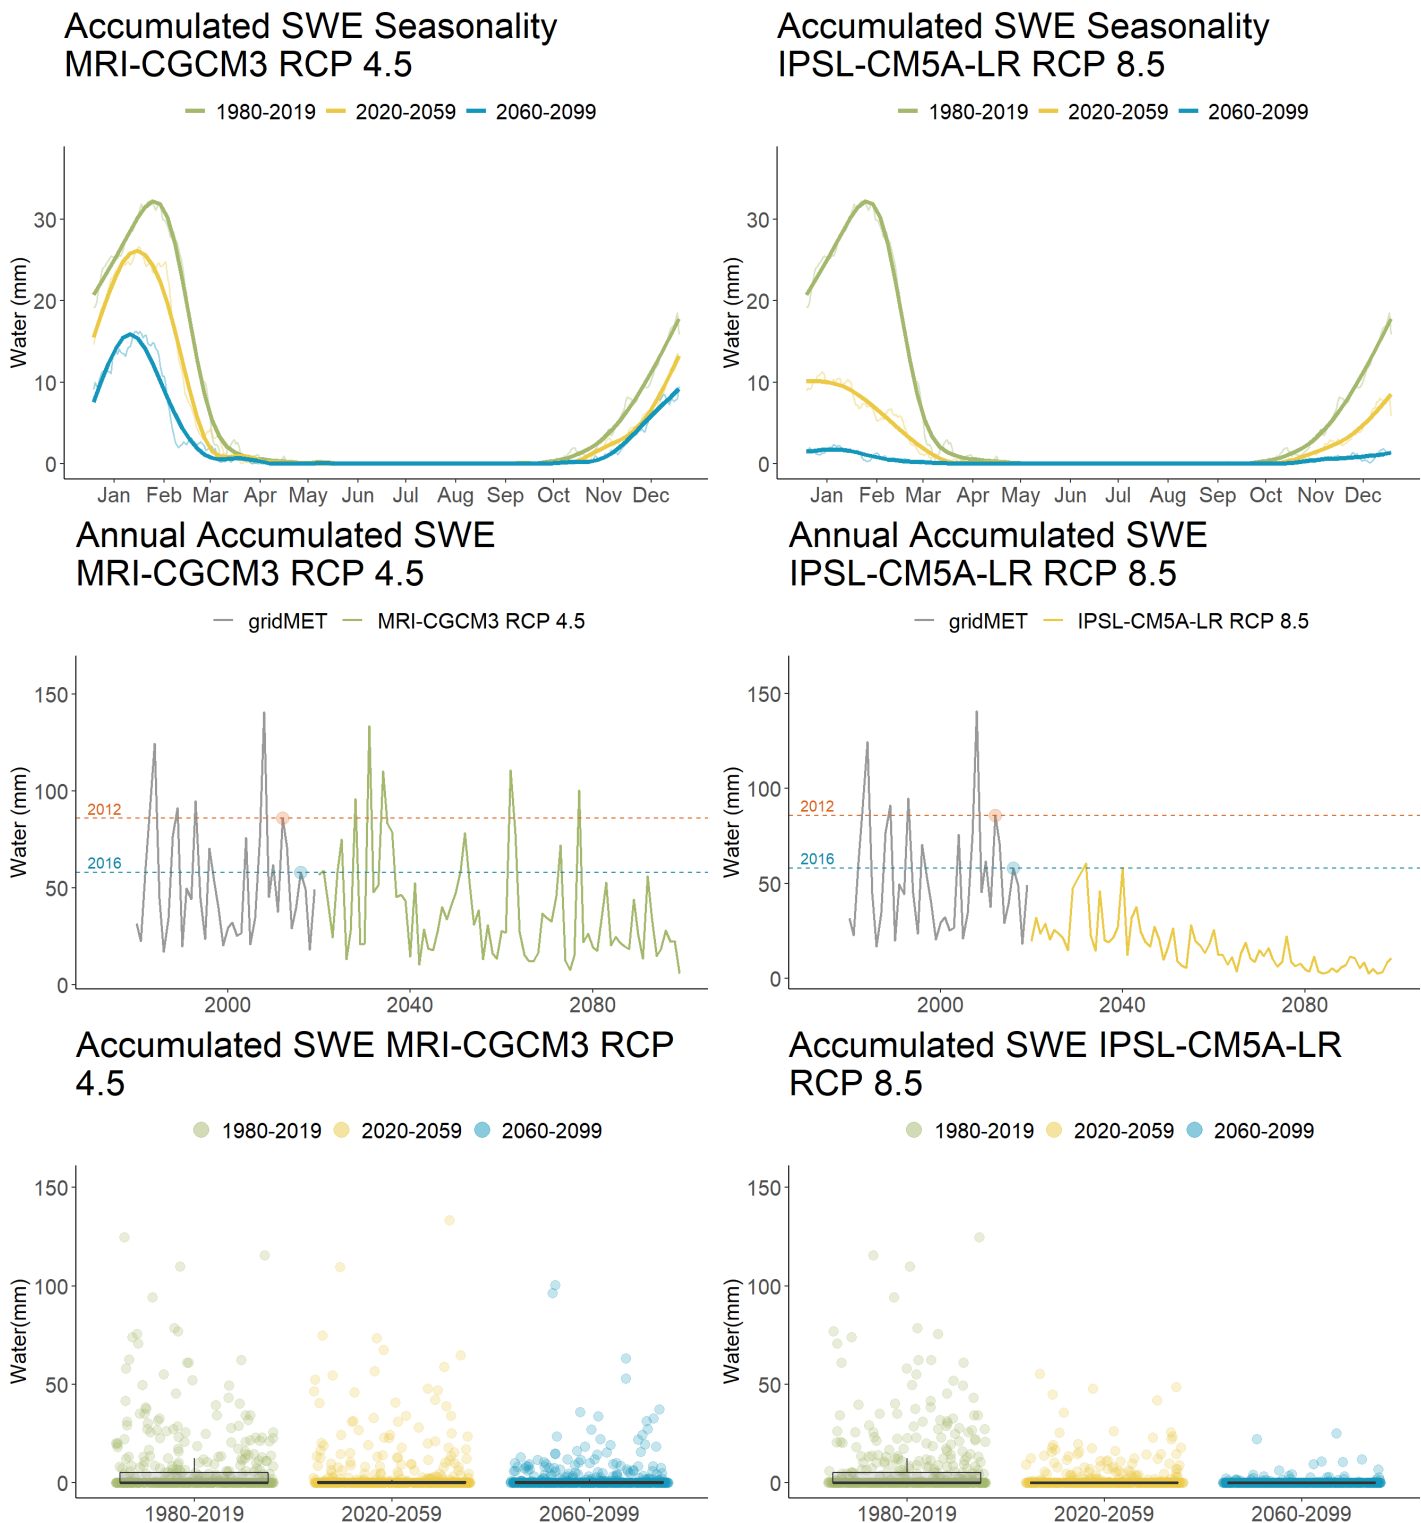 Accumulated SWE Seasonality
MRI-CGCM3 RCP 4.5
1980-2019 2020-2059 2060-2099
Water (mm)
30
20
10
0
Jan Feb Mar Apr May Jun Jul Aug Sep Oct Nov Dec
Accumulated SWE Seasonality
IPSL-CM5A-LR RCP 8.5
1980-2019 2020-2059 2060-2099
Water (mm)
30
20
10
0
Jan Feb Mar Apr May Jun Jul Aug Sep Oct Nov Dec
Annual Accumulated SWE
MRI-CGCM3 RCP 4.5
gridMET MRI-CGCM3 RCP 4.5
Water (mm)
150
100
2012
2016
50
0
2000 2040 2080
Annual Accumulated SWE
IPSL-CM5A-LR RCP 8.5
gridMET IPSL-CM5A-LR RCP 8.5
Water (mm)
150
100
2012
2016
50
0
2000 2040 2080
Accumulated SWE MRI-CGCM3 RCP
4.5
1980-2019 2020-2059 2060-2099
Water(mm)
150
100
50
0
1980-2019 2020-2059 2060-2099
Accumulated SWE IPSL-CM5A-LR
RCP 8.5
1980-2019 2020-2059 2060-2099
Water(mm)
150
100
50
0
1980-2019 2020-2059 2060-2099